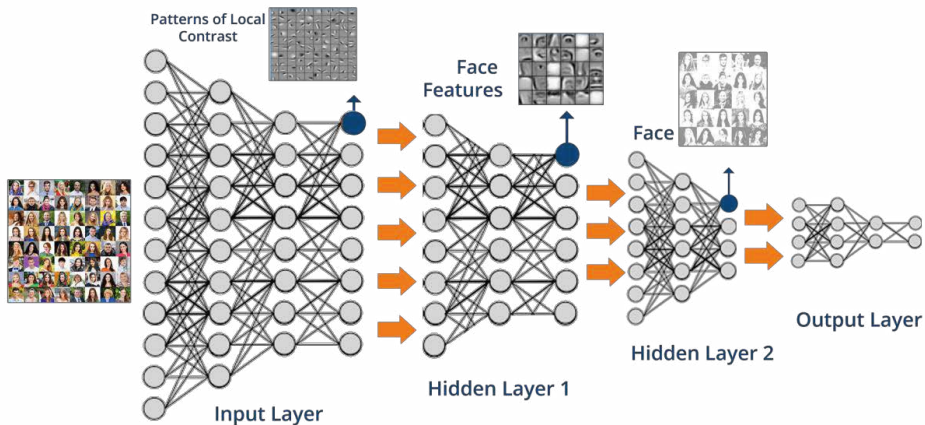 Patterns of Local
Contrast
Face
Features
Face
Input Layer
Hidden Layer 1
Hidden Layer 2
Output Layer